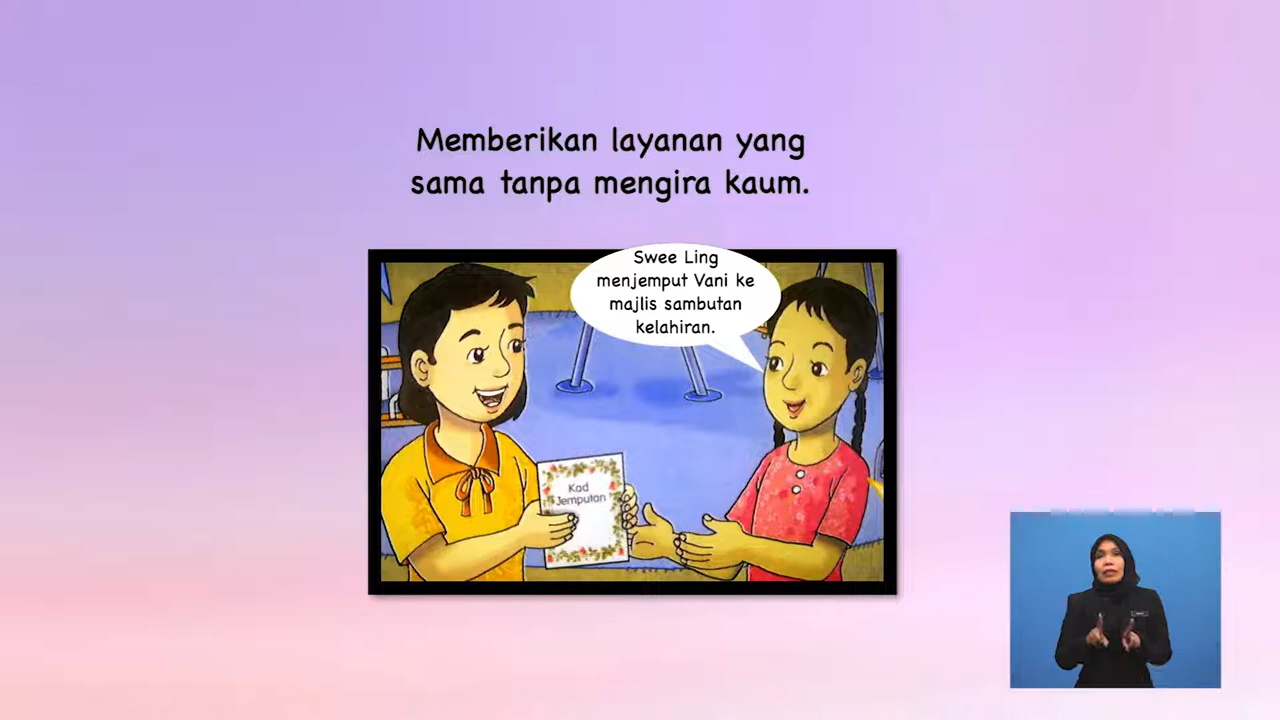 Memberikan layanan yang
sama tanpa mengira kaum.
Swee Ling
menjemput Vani ke
majlis sambutan
kelahiran.
Kad
Jemputan